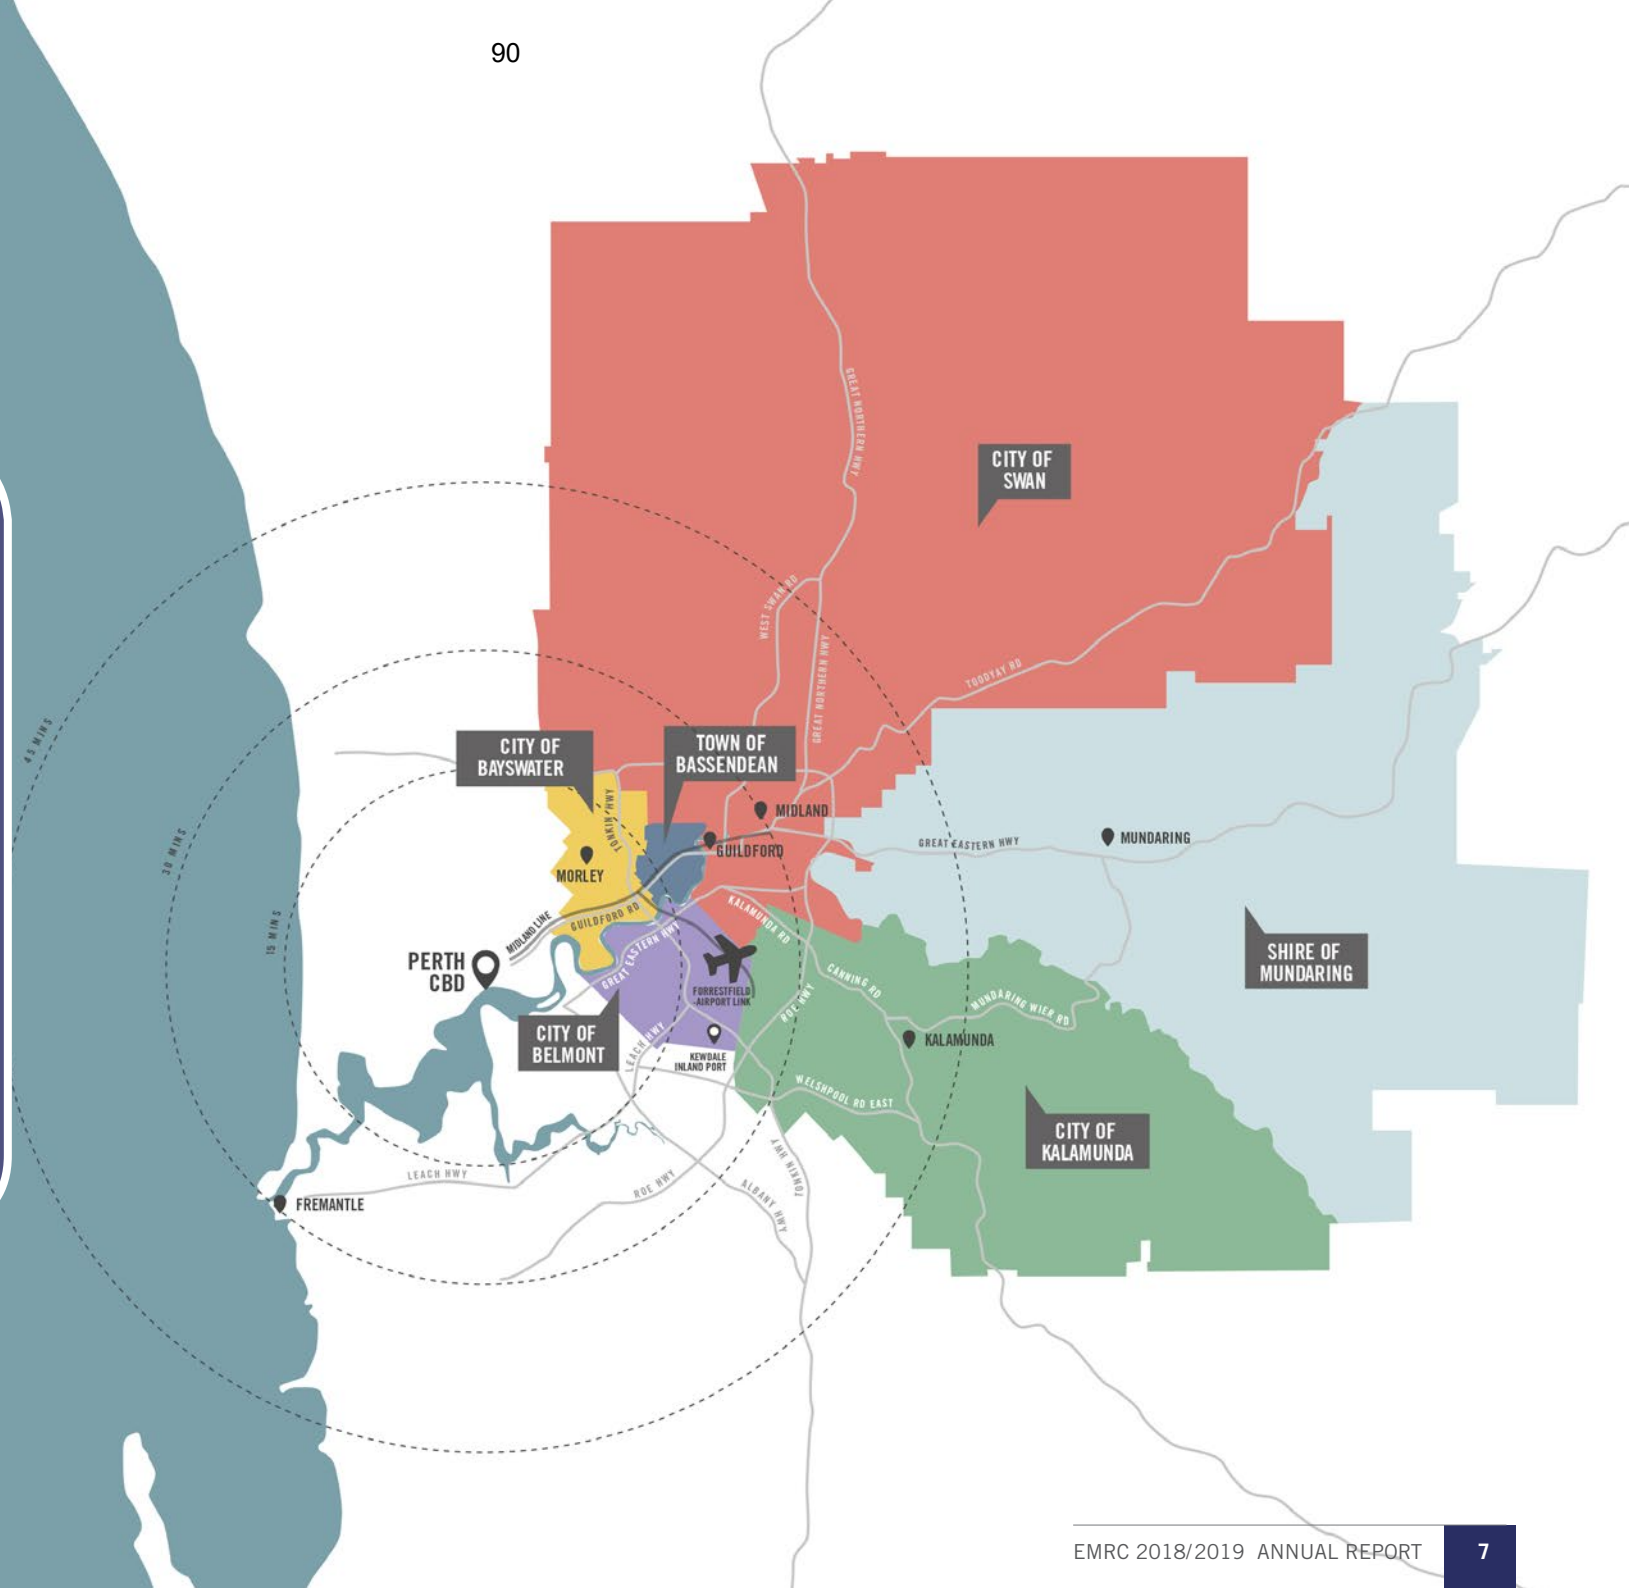 90
GREAT NORTHERN HWY
CITY OF
SWAN
WEST SWAN RD
GREAT NORTHERN HWY
TOODYAY RD
45 MINS
30 MINS
15 MINS
CITY OF
BAYSWATER
TOWN OF
BASSENDEAN
TONKIN HWY
MIDLAND
GUILDFORD
MORLEY
GREAT EASTERN HWY
MUNDARING
MIDLAND LINE
GUILDFORD RD
KALAMUNDA RD
PERTH
CBD
GREAT EASTERN HWY
FORRESTFIELD
-AIRPORT LINK
CANNING RD
ROE HWY
MUNDARING WIER RD
SHIRE OF
MUNDARING
CITY OF
BELMONT
LEACH HWY
KEWDALE
INLAND PORT
KALAMUNDA
WELSHPOOL RD EAST
CITY OF
KALAMUNDA
LEACH HWY
ROE HWY
ALBANY HWY
TONKIN HWY
FREMANTLE
EMRC 2018/2019 ANNUAL REPORT
7